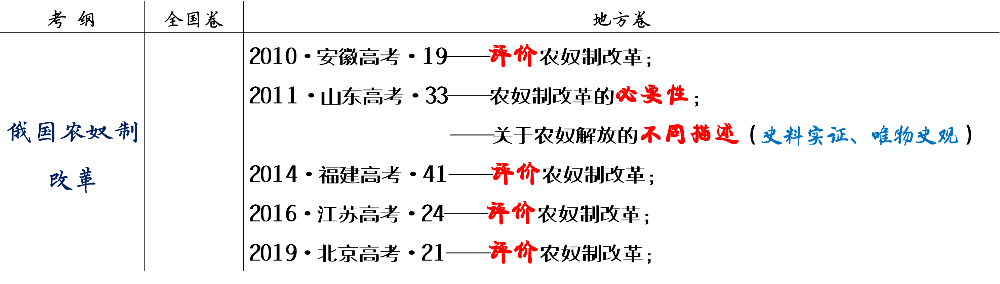 考 纲
全国卷
地方卷
俄国农奴制
改革
2010·安徽高考·19——评价农奴制改革；
2011·山东高考·33——农奴制改革的必要性；
——关于农奴解放的不同描述（史料实证、唯物史观）
2014·福建高考·41——评价农奴制改革；
2016·江苏高考·24——评价农奴制改革；
2019·北京高考·21——评价农奴制改革；